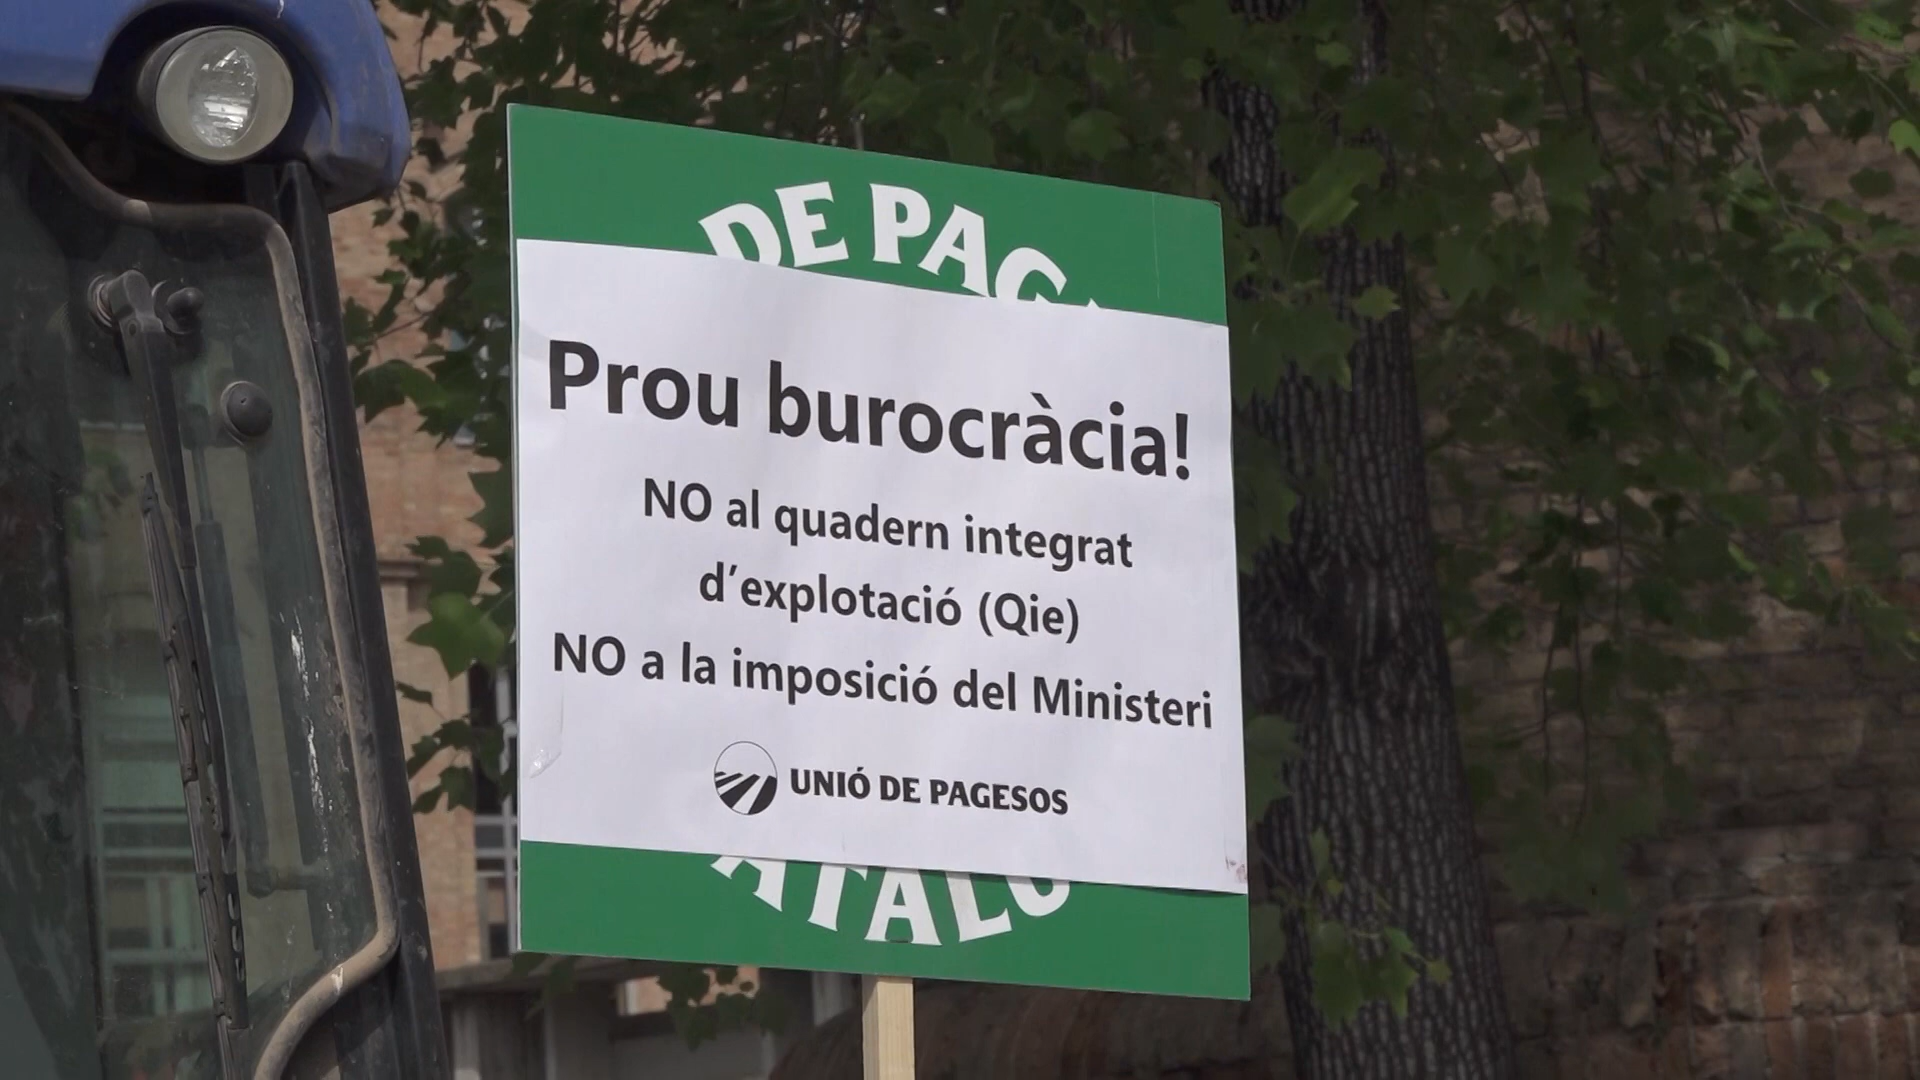 DE PAG
Prou burocràcia!
NO al quadern integrat
d'explotació (Qie)
NO a la imposició del Ministeri
UNIÓ DE PAGESOS
ATALU